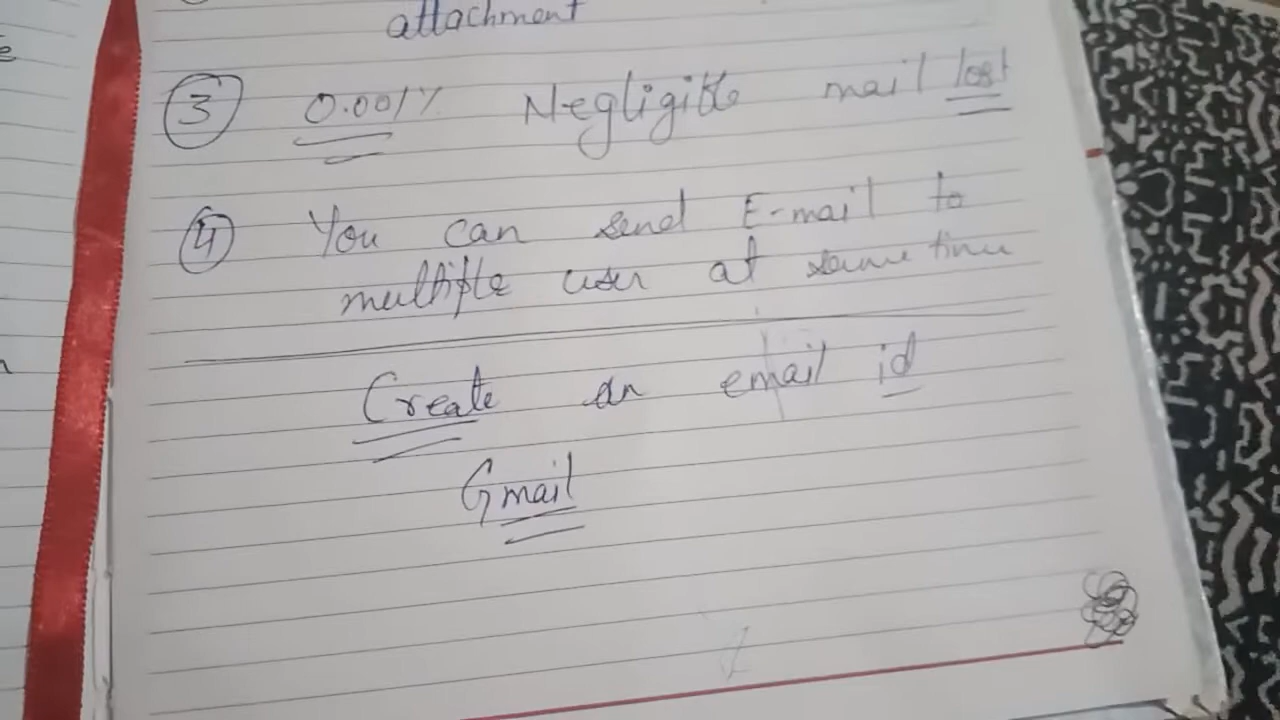 attachment
③ 0.001% Negligible mail lost
④ You can send E-mail to
multiple user at same time
Create an email id
Gmail